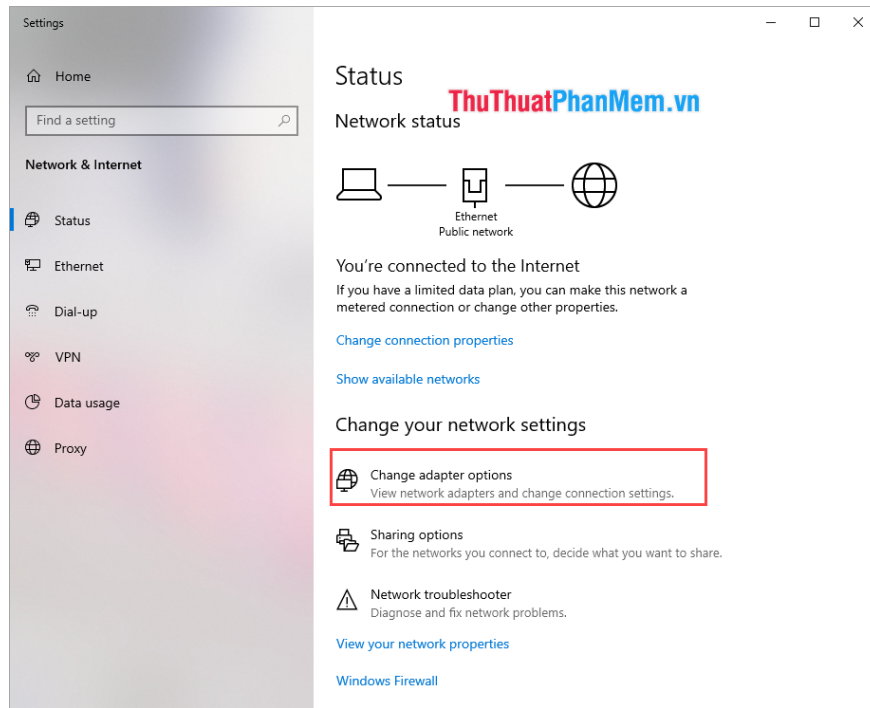 Settings
Home
Find a setting
Network & Internet
Status
Ethernet
Dial-up
VPN
Data usage
Proxy
Status
ThuThuatPhanMem.vn
Network status
Ethernet
Public network
You're connected to the Internet
If you have a limited data plan, you can make this network a
metered connection or change other properties.
Change connection properties
Show available networks
Change your network settings
Change adapter options
View network adapters and change connection settings.
Sharing options
For the networks you connect to, decide what you want to share.
Network troubleshooter
Diagnose and fix network problems.
View your network properties
Windows Firewall